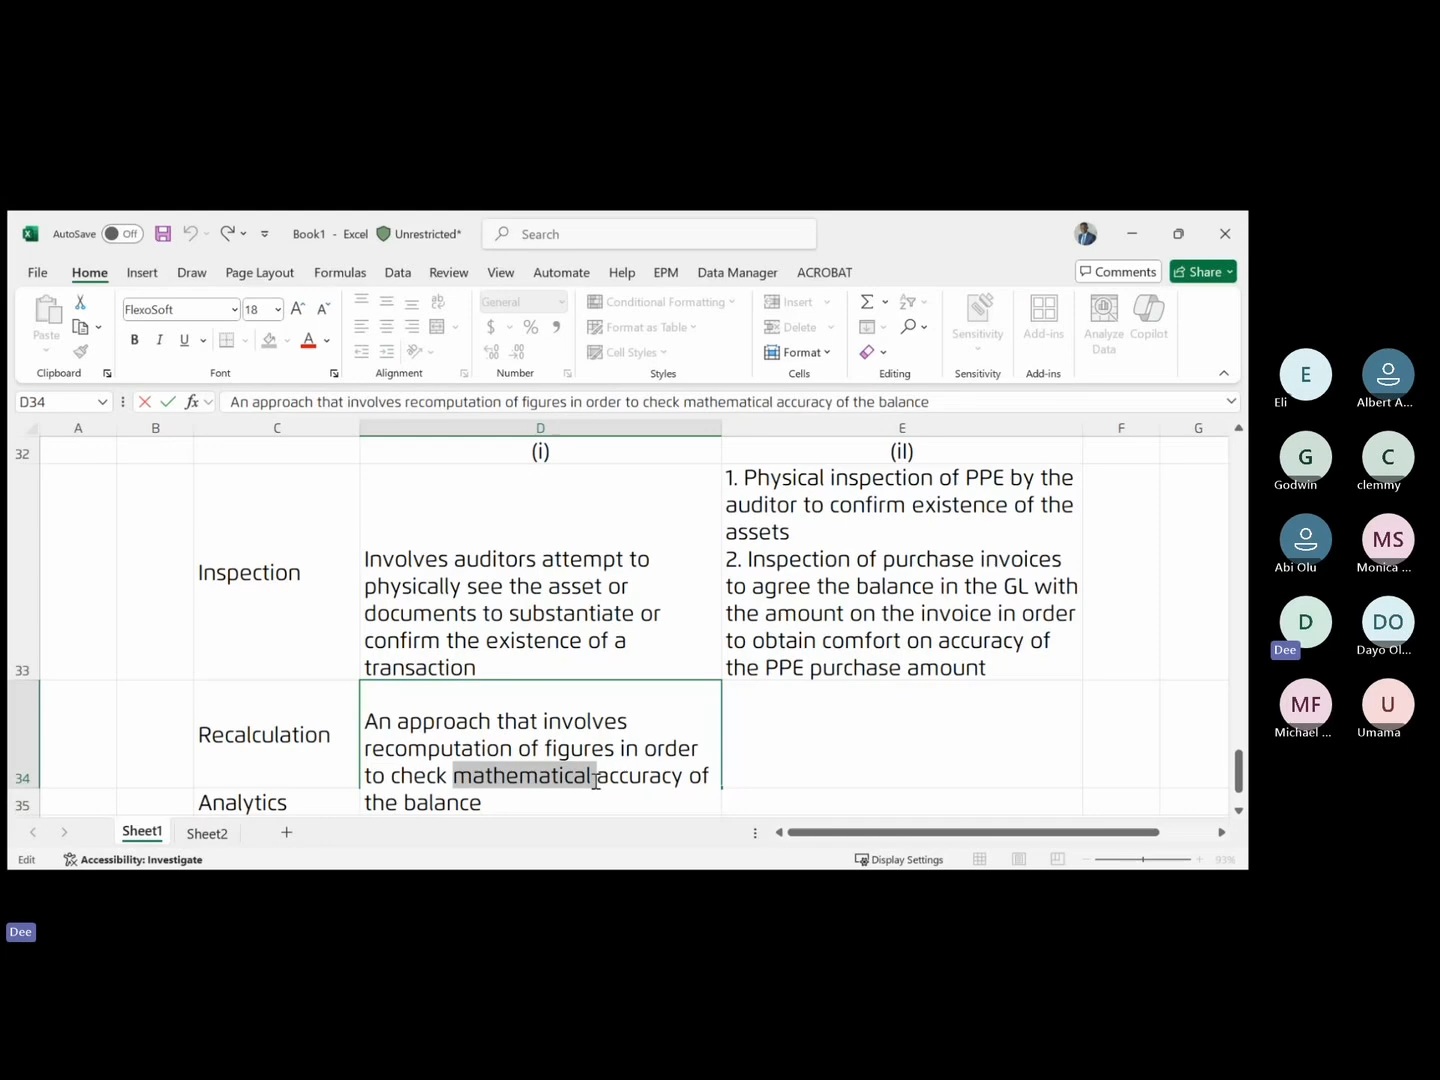 AutoSave Off Book1 - Excel Unrestricted* Search
File Home Insert Draw Page Layout Formulas Data Review View Automate Help EPM Data Manager ACROBAT Comments Share
Paste
Clipboard
FlexoSoft 18 A A
B I U A
Font
ab
Alignment
General
$ % ,
Number
Conditional Formatting
Format as Table
Cell Styles
Styles
Insert
Delete
Format
Cells
Editing
Sensitivity
Sensitivity
Add-ins
Add-ins
Analyze Data
Copilot
D34 fx An approach that involves recomputation of figures in order to check mathematical accuracy of the balance
A B C D E F G
32 (i) (iI)
33
Inspection
Involves auditors attempt to
physically see the asset or
documents to substantiate or
confirm the existence of a
transaction
1. Physical inspection of PPE by the
auditor to confirm existence of the
assets
2. Inspection of purchase invoices
to agree the balance in the GL with
the amount on the invoice in order
to obtain comfort on accuracy of
the PPE purchase amount
34
Recalculation
An approach that involves
recomputation of figures in order
to check mathematical accuracy of
the balance
35 Analytics
Sheet1 Sheet2 +
Edit Accessibility: Investigate Display Settings 93%
E
Eli
Albert A...
G
Godwin
C
clemmy
Abi Olu
MS
Monica ...
D
Dee
DO
Dayo Ol...
MF
Michael ...
U
Umama
Dee